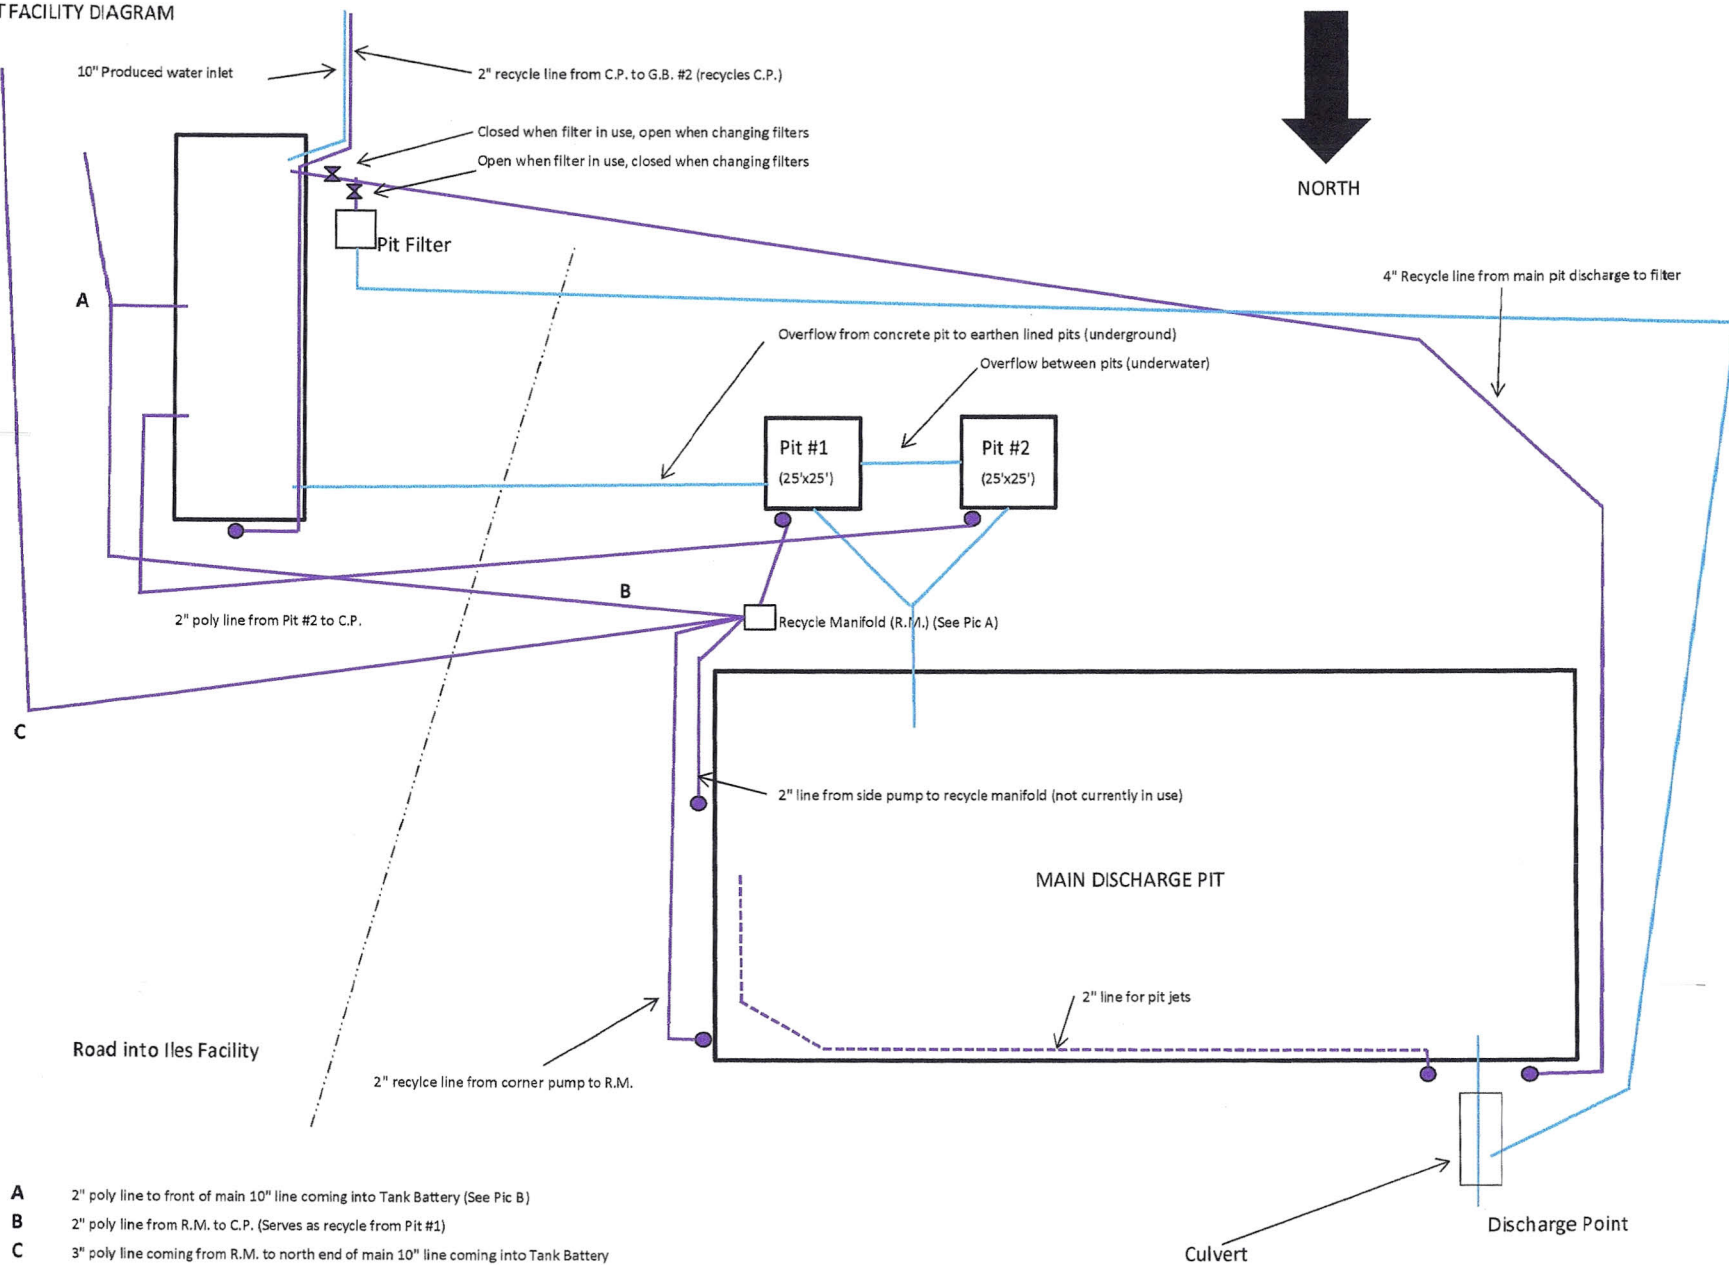 T FACILITY DIAGRAM
10" Produced water inlet
2" recycle line from C.P. to G.B. #2 (recycles C.P.)
Closed when filter in use, open when changing filters
Open when filter in use, closed when changing filters
NORTH
Pit Filter
4" Recycle line from main pit discharge to filter
A
Overflow from concrete pit to earthen lined pits (underground)
Overflow between pits (underwater)
Pit #1
(25'x25')
Pit #2
(25'x25')
B
2" poly line from Pit #2 to C.P.
Recycle Manifold (R.M.) (See Pic A)
C
2" line from side pump to recycle manifold (not currently in use)
MAIN DISCHARGE PIT
2" line for pit jets
Road into Iles Facility
2" recylce line from corner pump to R.M.
A 2" poly line to front of main 10" line coming into Tank Battery (See Pic B)
B 2" poly line from R.M. to C.P. (Serves as recycle from Pit #1)
C 3" poly line coming from R.M. to north end of main 10" line coming into Tank Battery
Discharge Point
Culvert